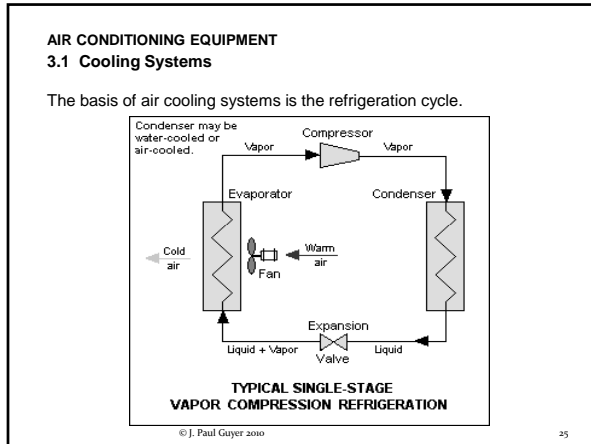 AIR CONDITIONING EQUIPMENT
3.1 Cooling Systems
The basis of air cooling systems is the refrigeration cycle.
Condenser may be
water-cooled or
air-cooled.
Compressor
Vapor
Vapor
Evaporator
Condenser
Cold
air
Warm
air
Fan
Expansion
Valve
Liquid + Vapor
Liquid
TYPICAL SINGLE-STAGE
VAPOR COMPRESSION REFRIGERATION
© J. Paul Guyer 2010
25